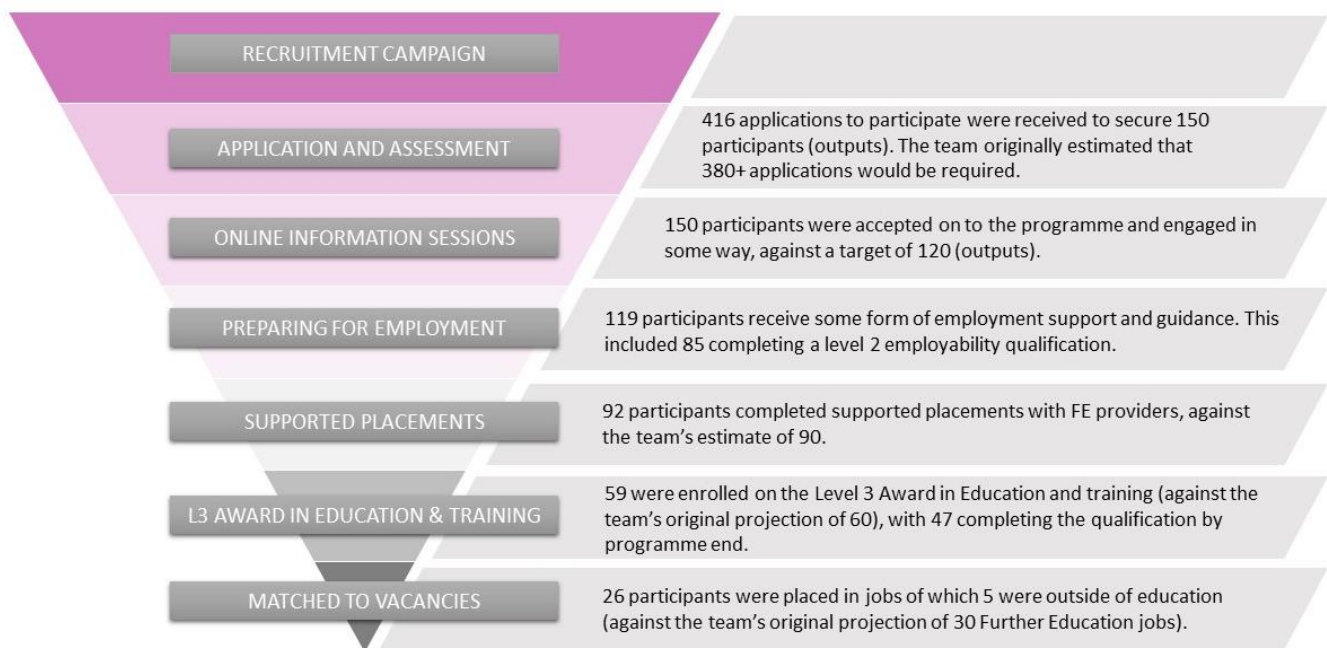 RECRUITMENT CAMPAIGN
APPLICATION AND ASSESSMENT
416 applications to participate were received to secure 150
participants (outputs). The team originally estimated that
380+ applications would be required.
ONLINE INFORMATION SESSIONS
150 participants were accepted on to the programme and engaged in
some way, against a target of 120 (outputs).
PREPARING FOR EMPLOYMENT
119 participants receive some form of employment support and guidance. This
included 85 completing a level 2 employability qualification.
SUPPORTED PLACEMENTS
92 participants completed supported placements with FE providers, against
the team’s estimate of 90.
L3 AWARD IN EDUCATION & TRAINING
59 were enrolled on the Level 3 Award in Education and training (against the
team’s original projection of 60), with 47 completing the qualification by
programme end.
MATCHED TO VACANCIES
26 participants were placed in jobs of which 5 were outside of education
(against the team’s original projection of 30 Further Education jobs).